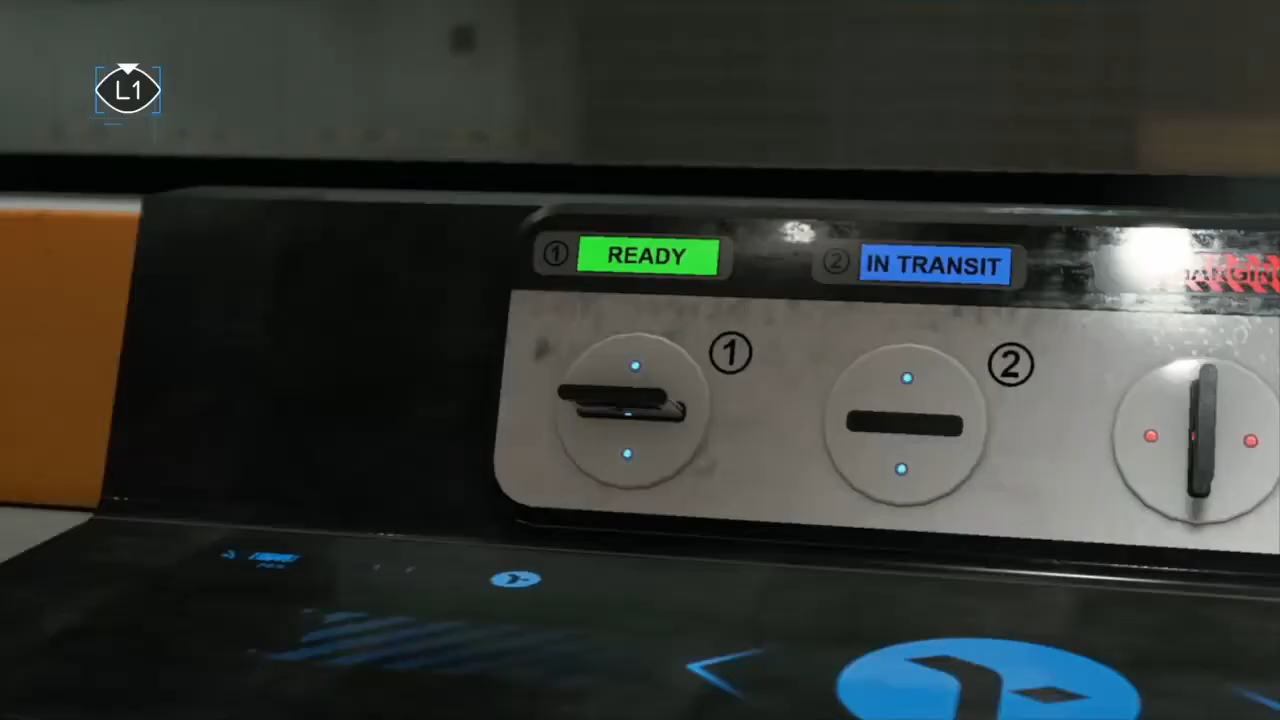 L1
① READY
② IN TRANSIT
① ②